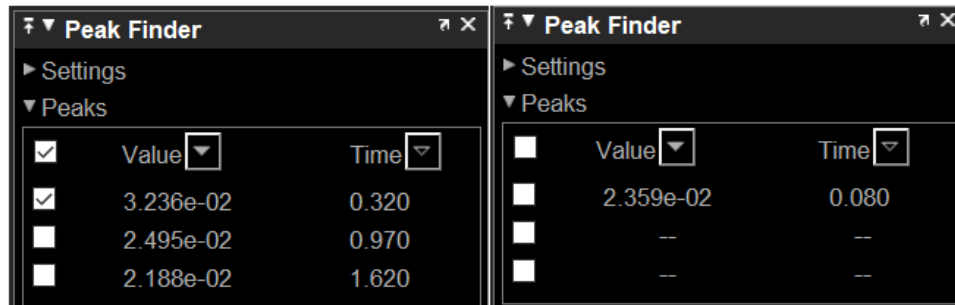 Peak Finder
Settings
Peaks
Value Time
3.236e-02 0.320
2.495e-02 0.970
2.188e-02 1.620
Peak Finder
Settings
Peaks
Value Time
2.359e-02 0.080
-- --
-- --